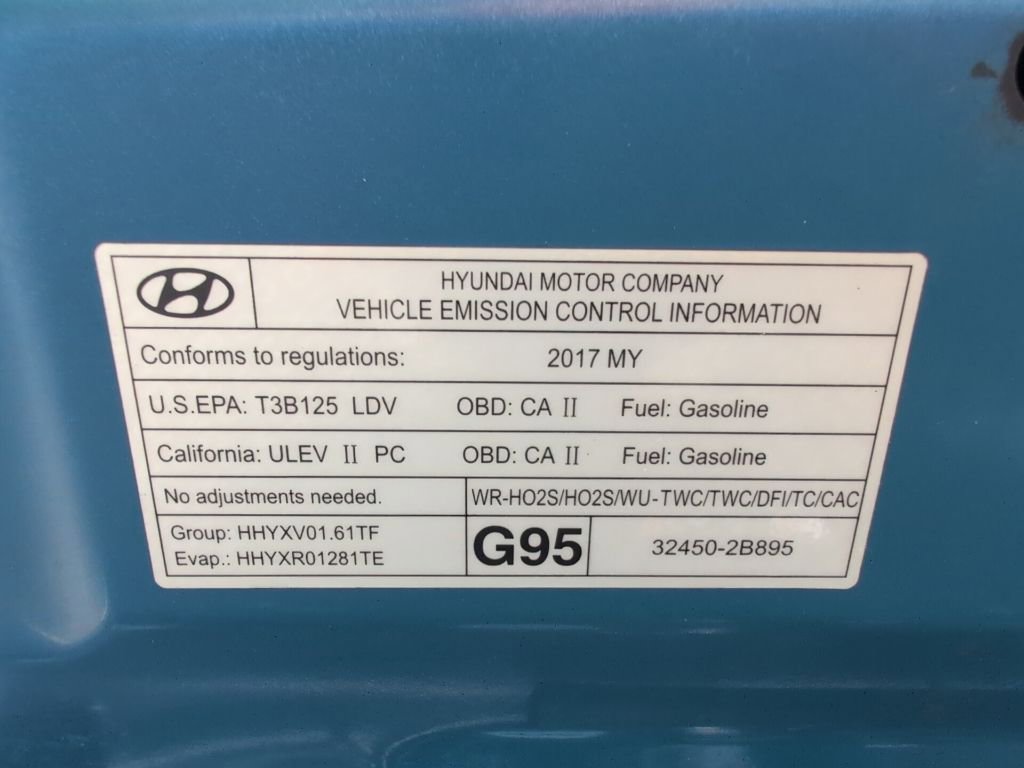 HYUNDAI MOTOR COMPANY
VEHICLE EMISSION CONTROL INFORMATION
Conforms to regulations: 2017 MY
U.S.EPA: T3B125 LDV OBD: CA II Fuel: Gasoline
California: ULEV II PC OBD: CA II Fuel: Gasoline
No adjustments needed. WR-HO2S/HO2S/WU-TWC/TWC/DFI/TC/CAC
Group: HHYXV01.61TF
Evap.: HHYXR01281TE
G95
32450-2B895